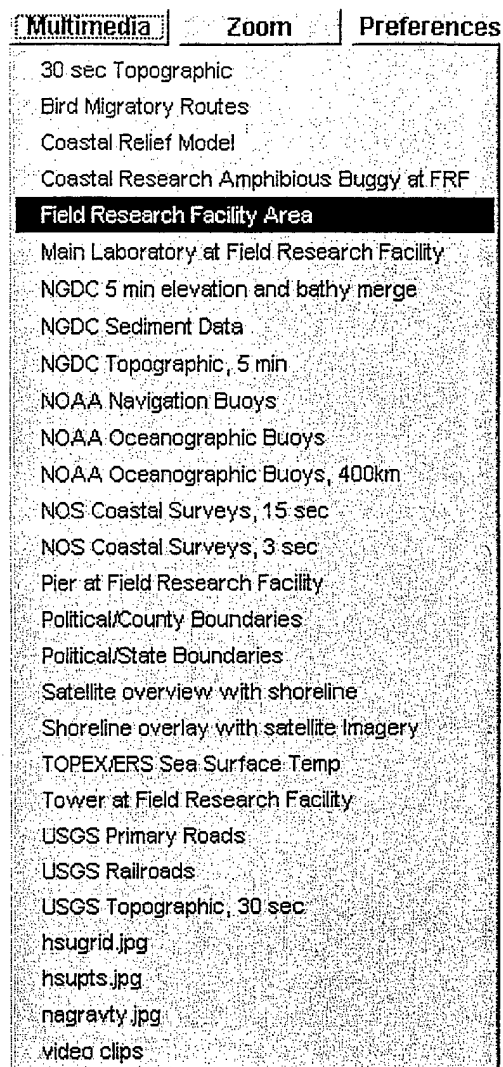 Multimedia Zoom Preferences
30 sec Topographic
Bird Migratory Routes
Coastal Relief Model
Coastal Research Amphibious Buggy at FRF
Field Research Facility Area
Main Laboratory at Field Research Facility
NGDC 5 min elevation and bathy merge
NGDC Sediment Data
NGDC Topographic, 5 min
NOAA Navigation Buoys
NOAA Oceanographic Buoys
NOAA Oceanographic Buoys, 400km
NOS Coastal Surveys, 15 sec
NOS Coastal Surveys, 3 sec
Pier at Field Research Facility
Political/County Boundaries
Political/State Boundaries
Satellite overview with shoreline
Shoreline overlay with satellite Imagery
TOPEX/ERS Sea Surface Temp
Tower at Field Research Facility
USGS Primary Roads
USGS Railroads
USGS Topographic, 30 sec
hsugrid.jpg
hsupts.jpg
nagravty.jpg
video clips